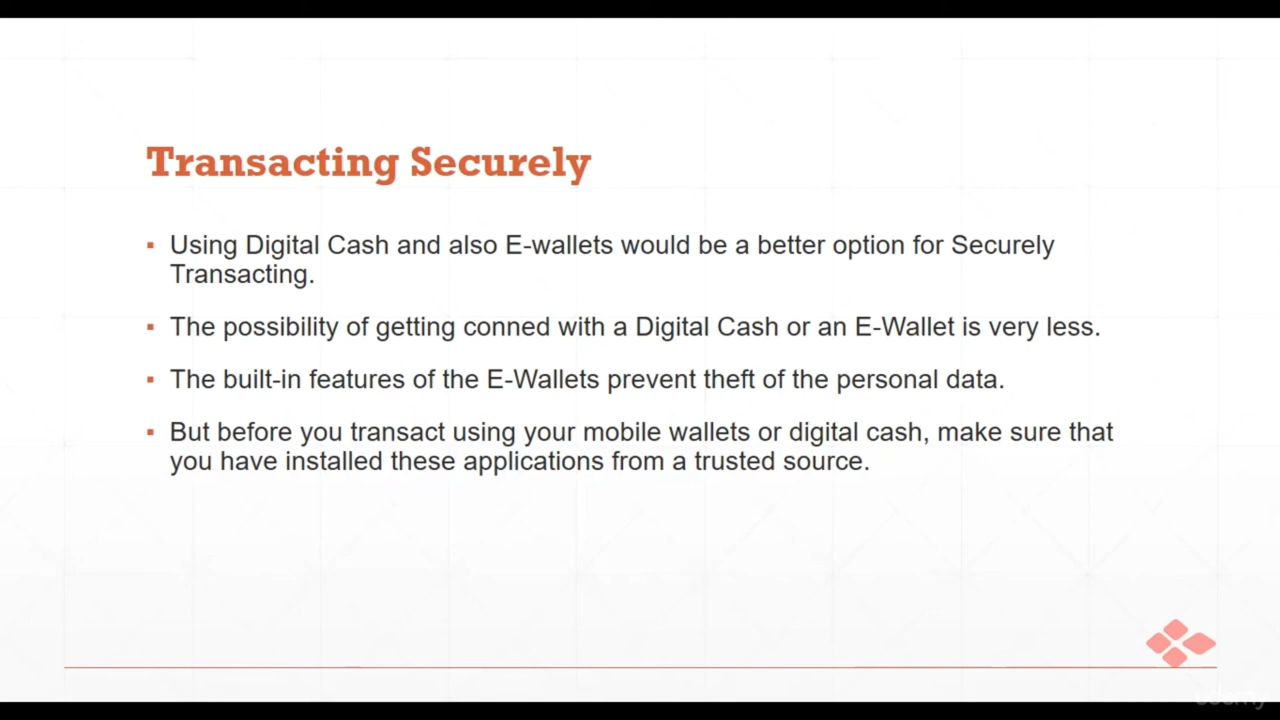 Transacting Securely
▪ Using Digital Cash and also E-wallets would be a better option for Securely
Transacting.
▪ The possibility of getting conned with a Digital Cash or an E-Wallet is very less.
▪ The built-in features of the E-Wallets prevent theft of the personal data.
▪ But before you transact using your mobile wallets or digital cash, make sure that
you have installed these applications from a trusted source.
udemy